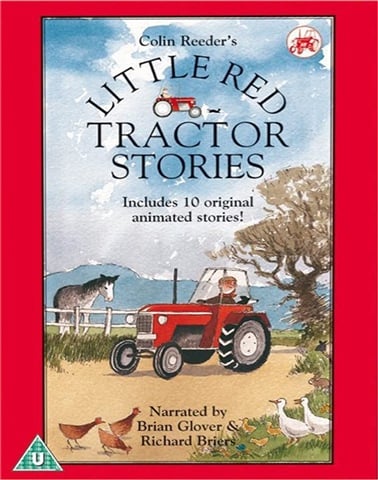 Colin Reeder's
LITTLE RED
TRACTOR
STORIES
Includes 10 original
animated stories!
Narrated by
Brian Glover &
Richard Briers
U